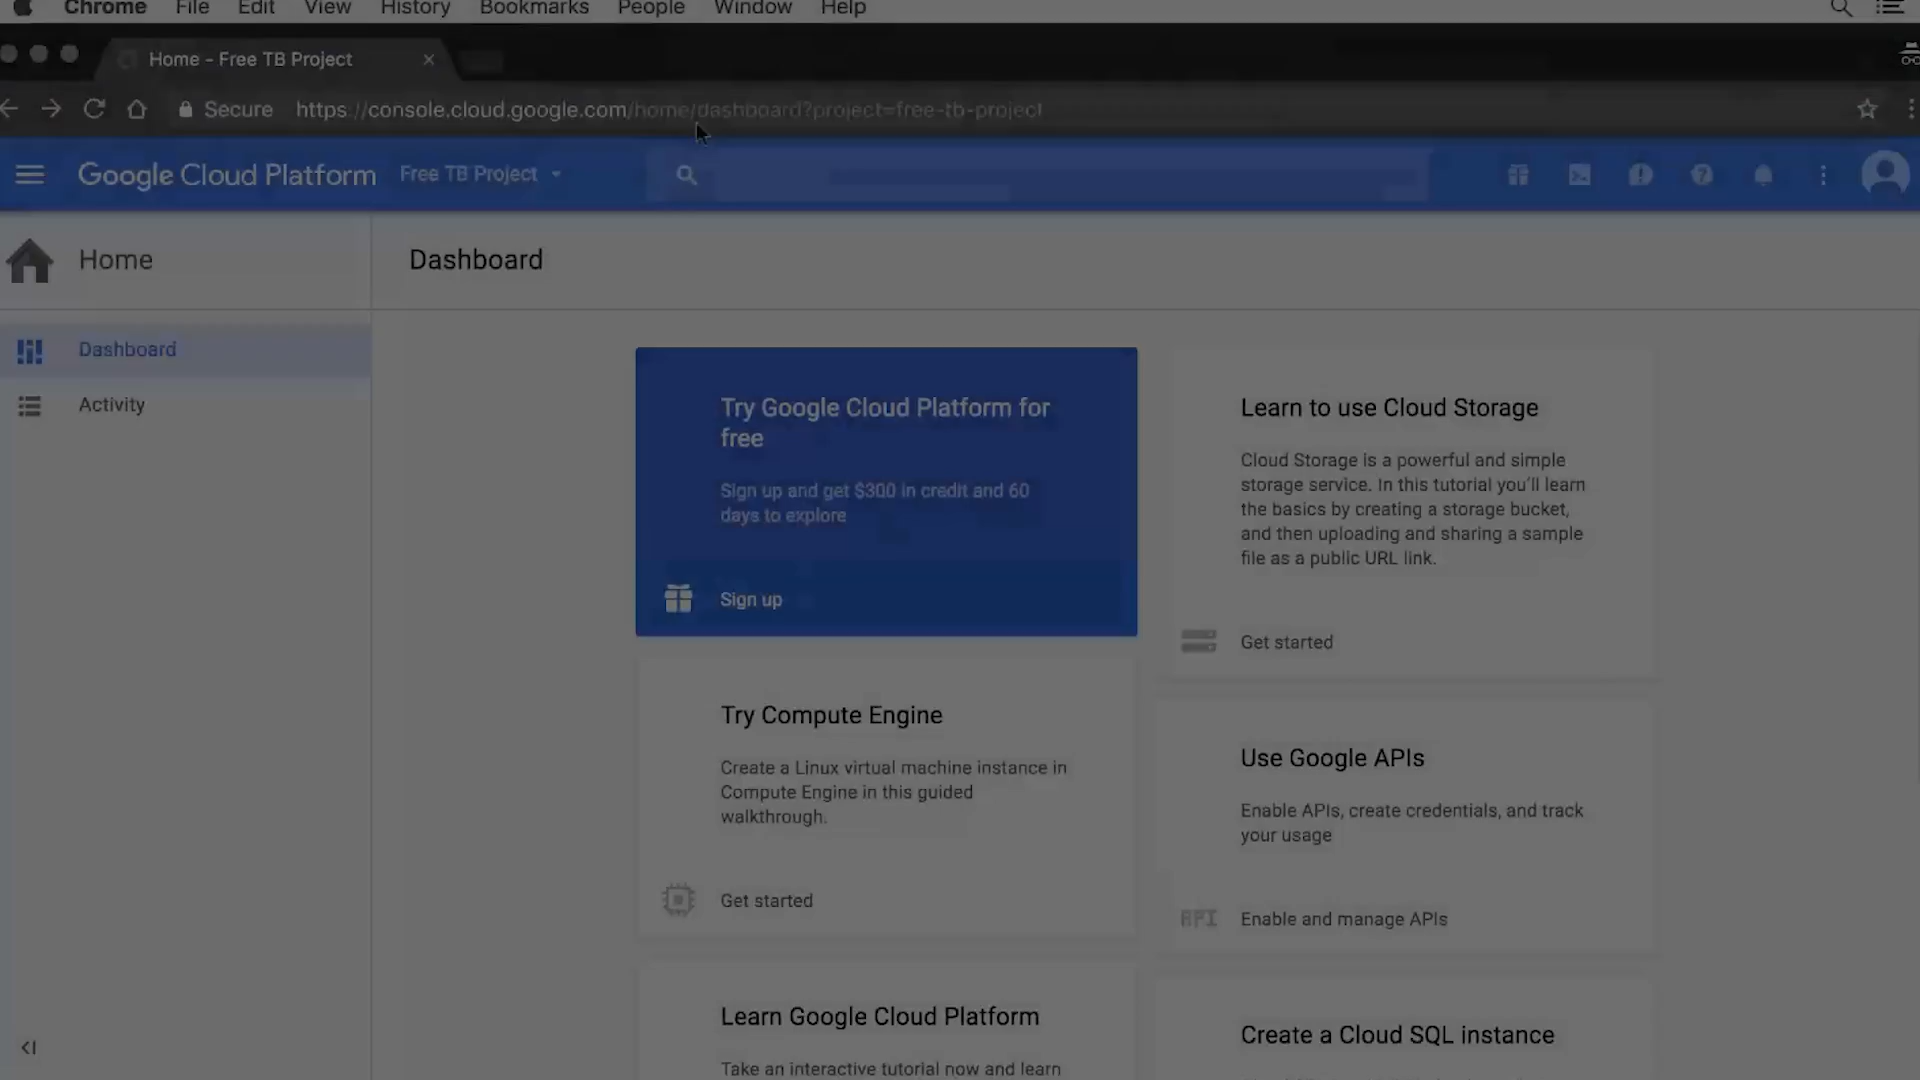 Chrome File Edit View History Bookmarks People Window Help
Home - Free TB Project
Secure https://console.cloud.google.com/home/dashboard?project=free-tb-project
Google Cloud Platform Free TB Project
Home
Dashboard
Dashboard
Activity
Try Google Cloud Platform for
free
Sign up and get $300 in credit and 60
days to explore
Sign up
Learn to use Cloud Storage
Cloud Storage is a powerful and simple
storage service. In this tutorial you'll learn
the basics by creating a storage bucket,
and then uploading and sharing a sample
file as a public URL link.
Get started
Try Compute Engine
Create a Linux virtual machine instance in
Compute Engine in this guided
walkthrough.
Get started
Use Google APIs
Enable APIs, create credentials, and track
your usage
API Enable and manage APIs
Learn Google Cloud Platform
Take an interactive tutorial now and learn
Create a Cloud SQL instance